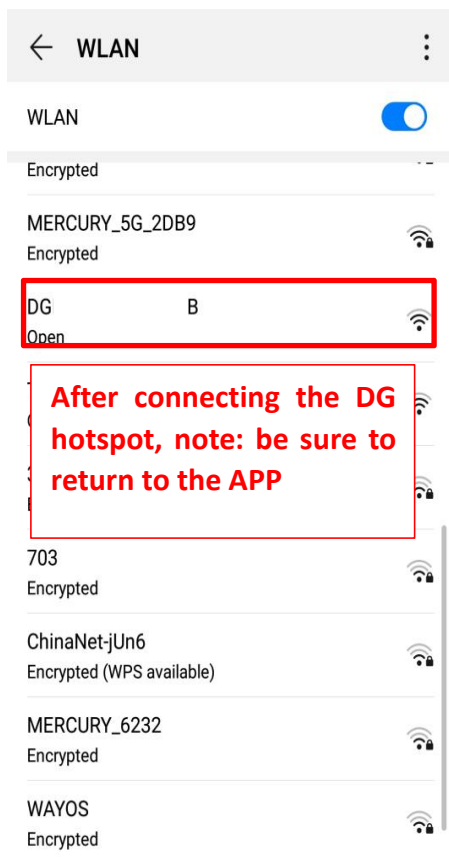 WLAN
WLAN
Encrypted
MERCURY_5G_2DB9
Encrypted
DG B
Open
After connecting the DG
hotspot, note: be sure to
return to the APP
703
Encrypted
ChinaNet-jUn6
Encrypted (WPS available)
MERCURY_6232
Encrypted
WAYOS
Encrypted